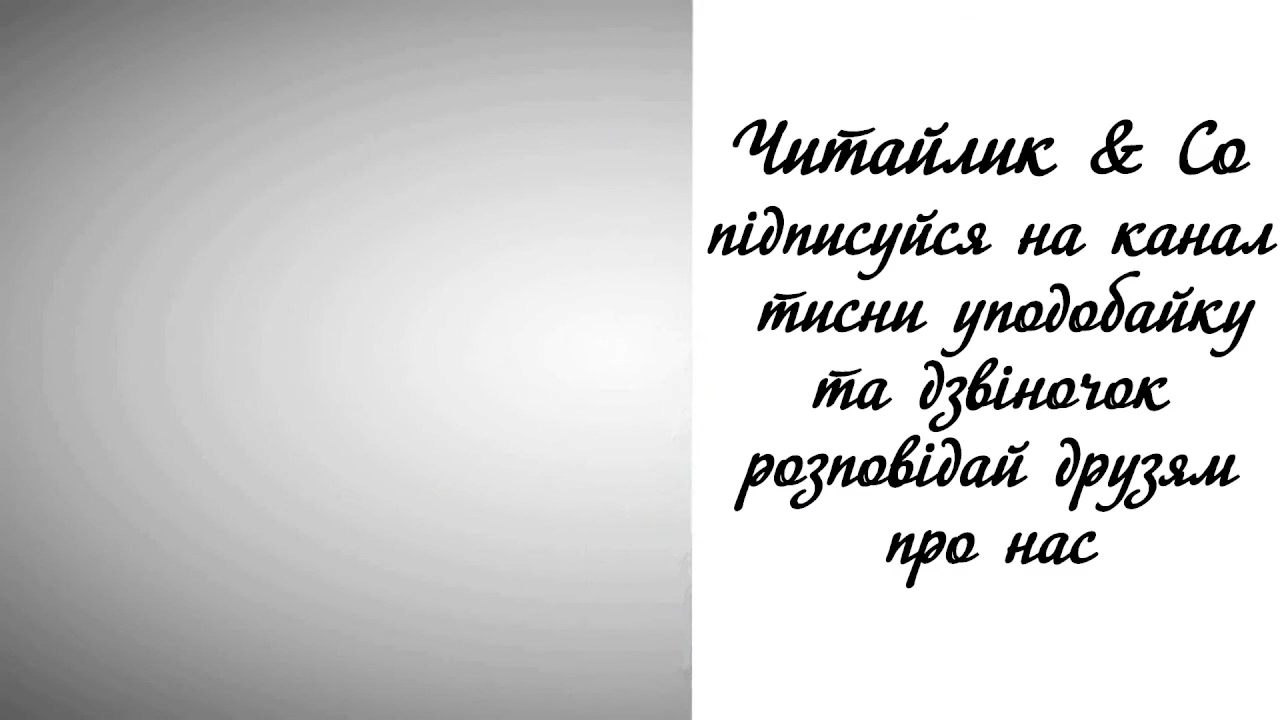 Читайлик & Co
підписуйся на канал
тисни уподобайку
та дзвіночок
розповідай друзям
про нас